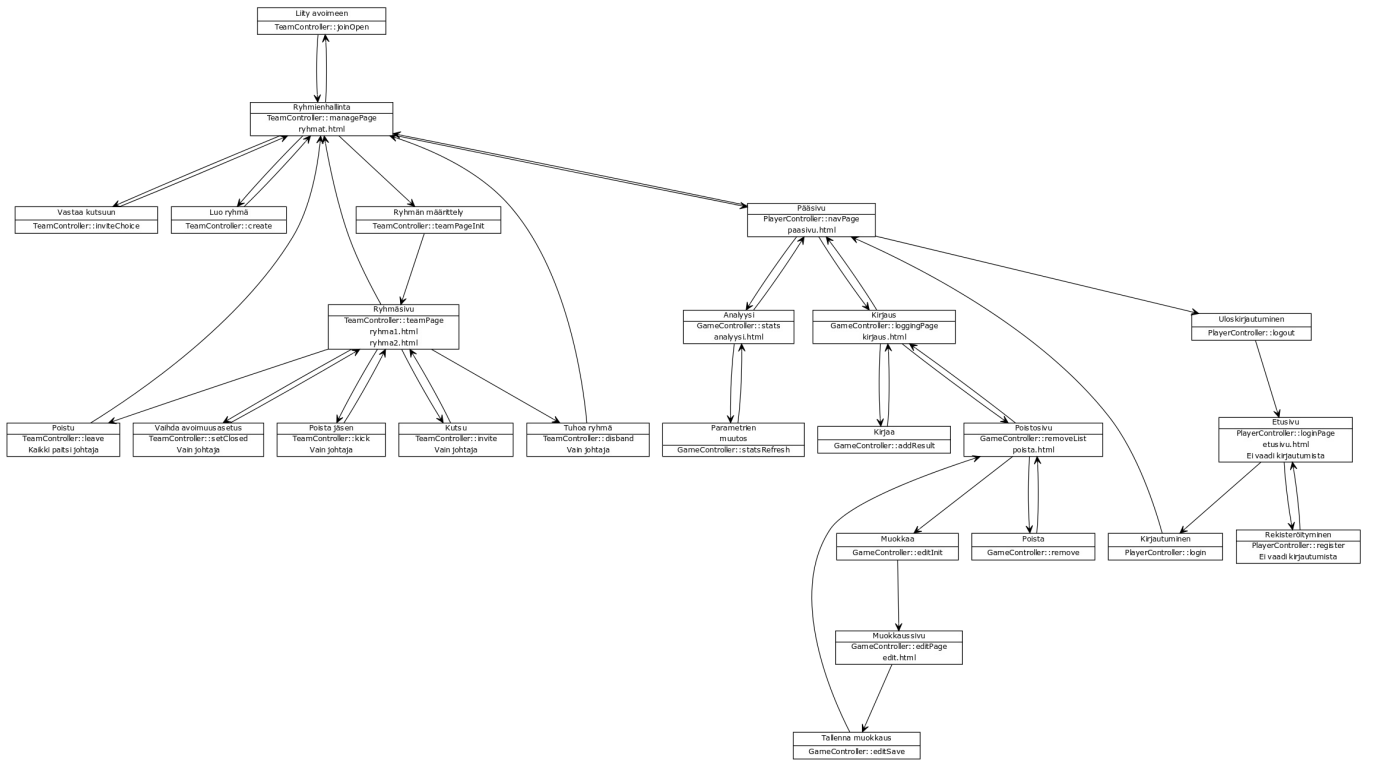 Liity avoimeen
TeamController::joinOpen
Ryhmienhallinta
TeamController::managePage
ryhmat.html
Vastaa kutsuun
TeamController::inviteChoice
Luo ryhmä
TeamController::create
Ryhmän määrittely
TeamController::teamPageInit
Pääsivu
PlayerController::navPage
paasivu.html
Ryhmäsivu
TeamController::teamPage
ryhma1.html
ryhma2.html
Analyysi
GameController::stats
analyysi.html
Kirjaus
GameController::loggingPage
kirjaus.html
Uloskirjautuminen
PlayerController::logout
Poistu
TeamController::leave
Kaikki paitsi johtaja
Vaihda avoimuusasetus
TeamController::setClosed
Vain johtaja
Poista jäsen
TeamController::kick
Vain johtaja
Kutsu
TeamController::invite
Vain johtaja
Tuhoa ryhmä
TeamController::disband
Vain johtaja
Parametrien
muutos
GameController::statsRefresh
Kirjaa
GameController::addResult
Poistosivu
GameController::removeList
poista.html
Etusivu
PlayerController::loginPage
etusivu.html
Ei vaadi kirjautumista
Muokkaa
GameController::editInit
Poista
GameController::remove
Kirjautuminen
PlayerController::login
Rekisteröityminen
PlayerController::register
Ei vaadi kirjautumista
Muokkaussivu
GameController::editPage
edit.html
Tallenna muokkaus
GameController::editSave